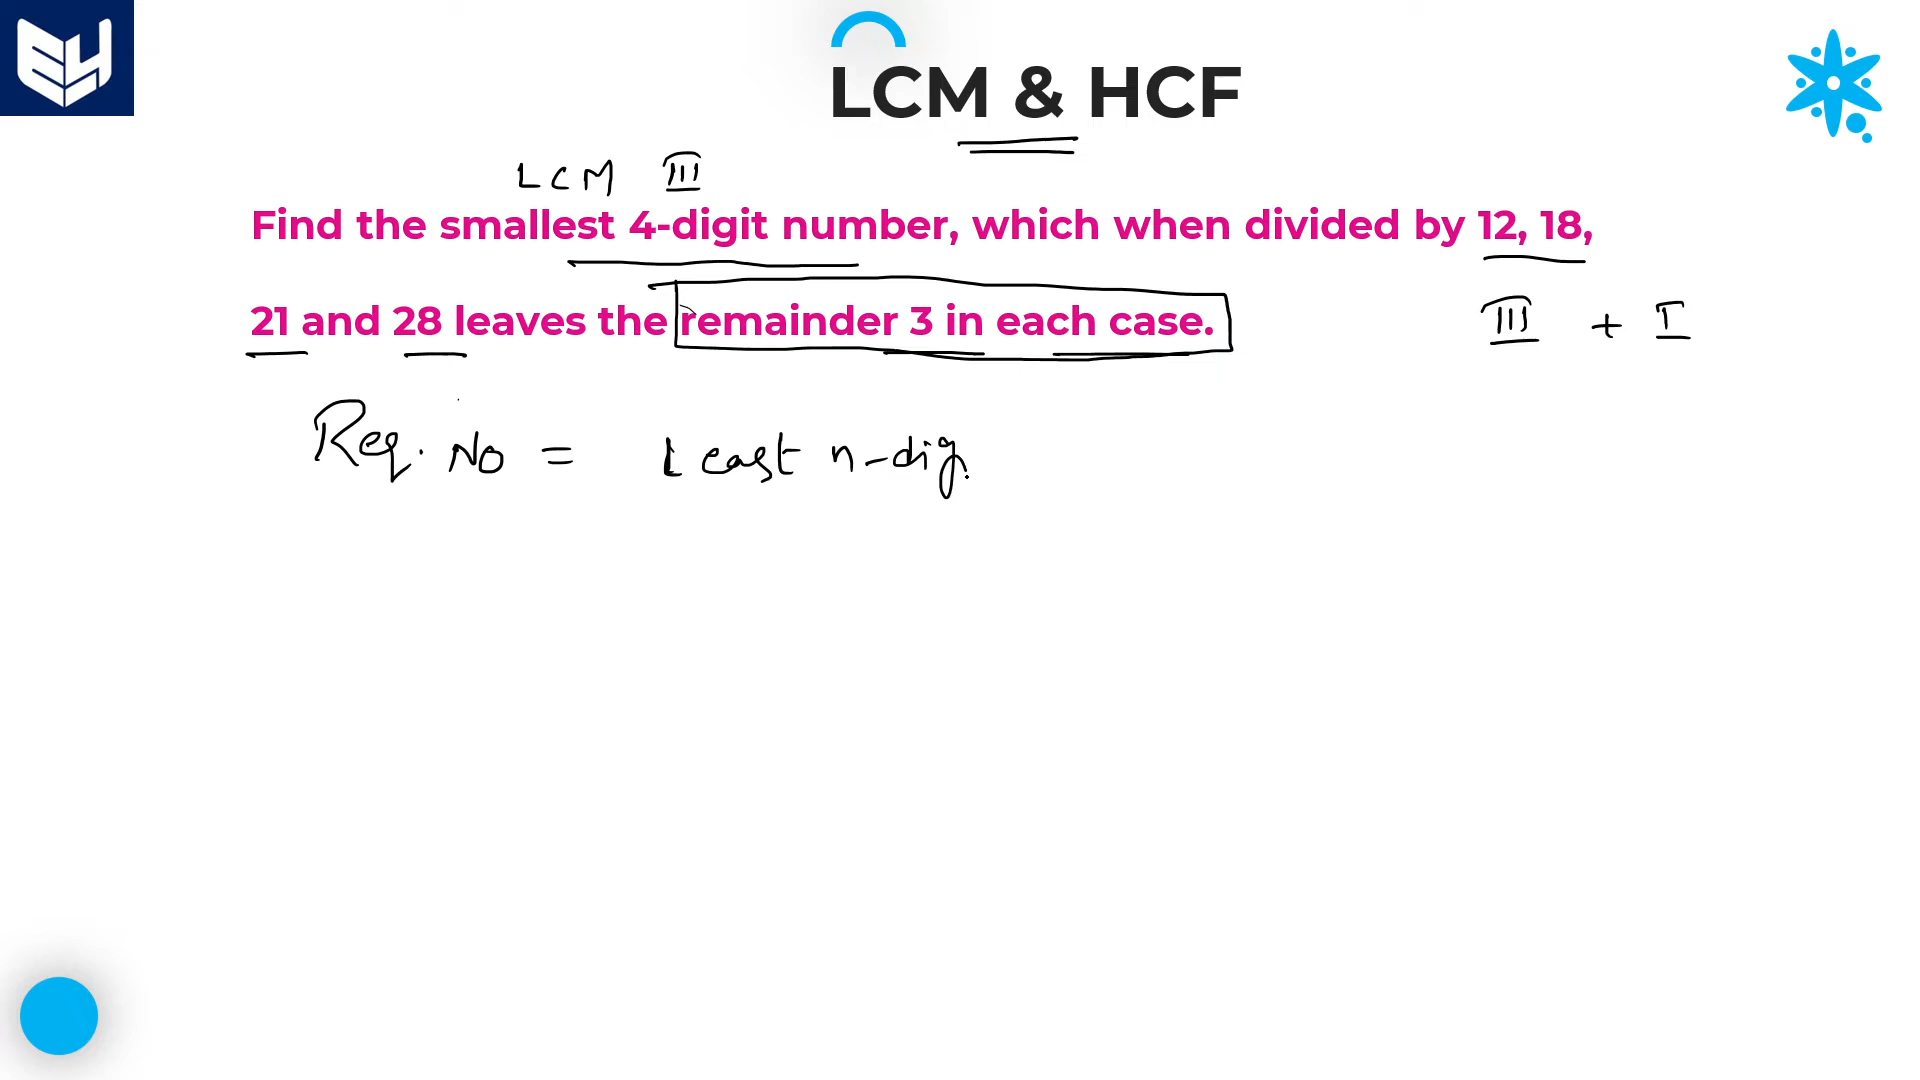 LCM & HCF
LCM III
Find the smallest 4-digit number, which when divided by 12, 18,
21 and 28 leaves the remainder 3 in each case.
III + I
Req. No = Least n-dig.